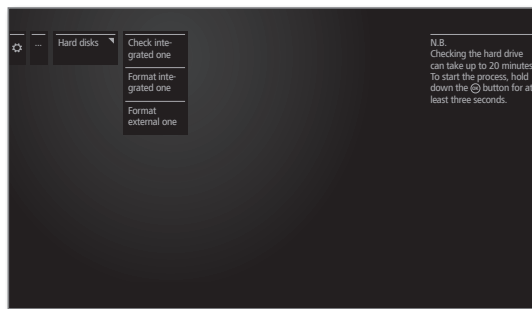 ...
Hard disks
Check inte-
grated one
Format inte-
grated one
Format
external one
N.B.
Checking the hard drive
can take up to 20 minutes.
To start the process, hold
down the OK button for at
least three seconds.